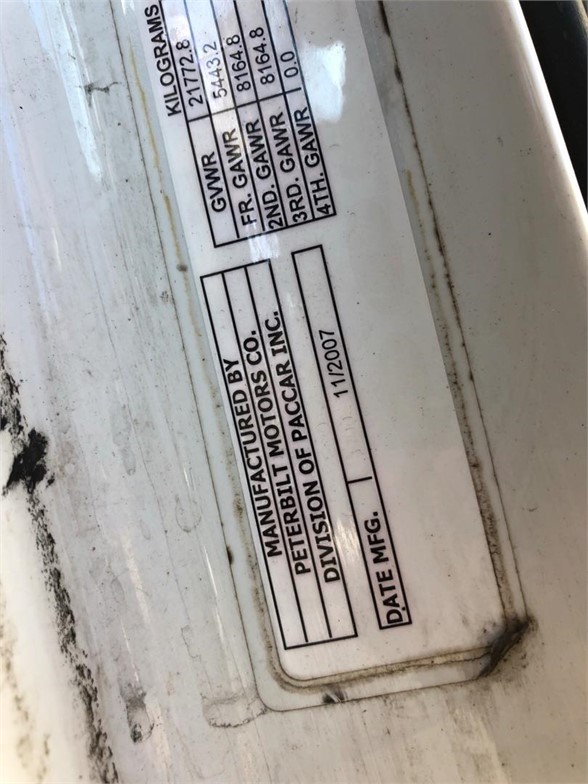 MANUFACTURED BY
PETERBILT MOTORS CO.
DIVISION OF PACCAR INC.
DATE MFG. 11/2007
KILOGRAMS
GVWR 21772.8
FR. GAWR 5443.2
2ND. GAWR 8164.8
3RD. GAWR 8164.8
4TH. GAWR 0.0